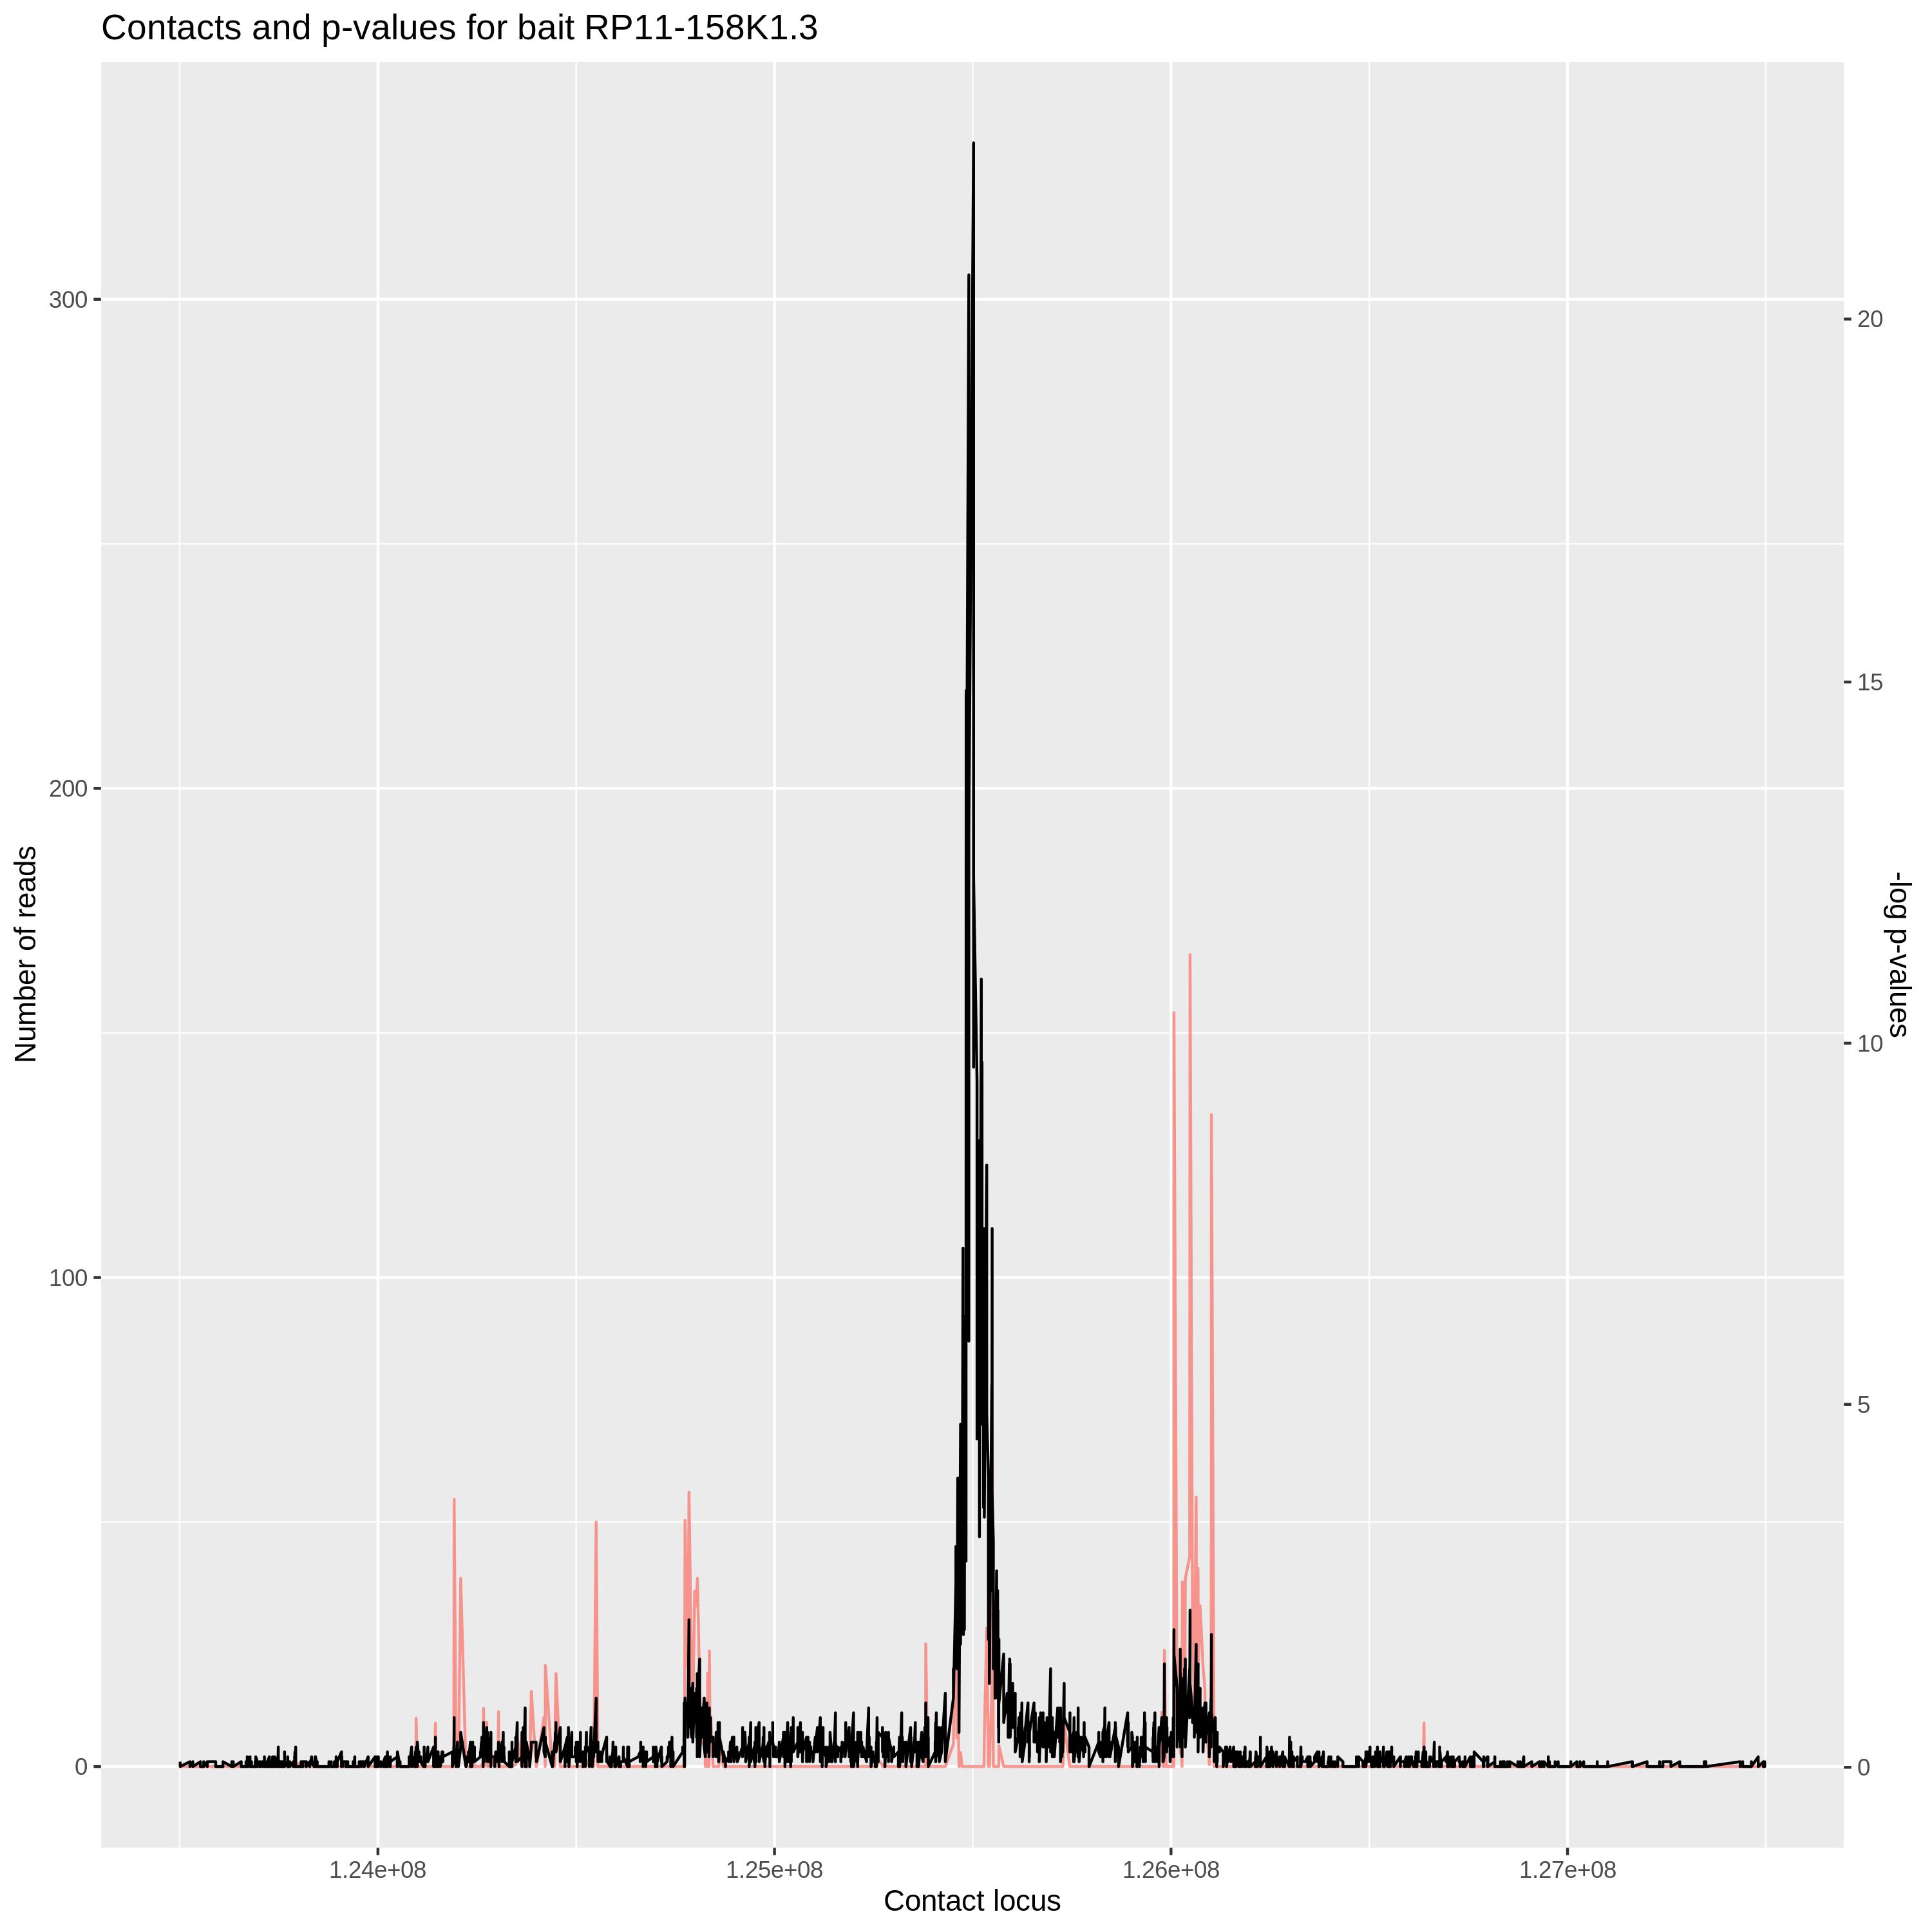 Contacts and p-values for bait RP11-158K1.3
Number of reads
300
200
100
0
20
15
10
5
0
-log p-values
1.24e+08
1.25e+08
1.26e+08
1.27e+08
Contact locus